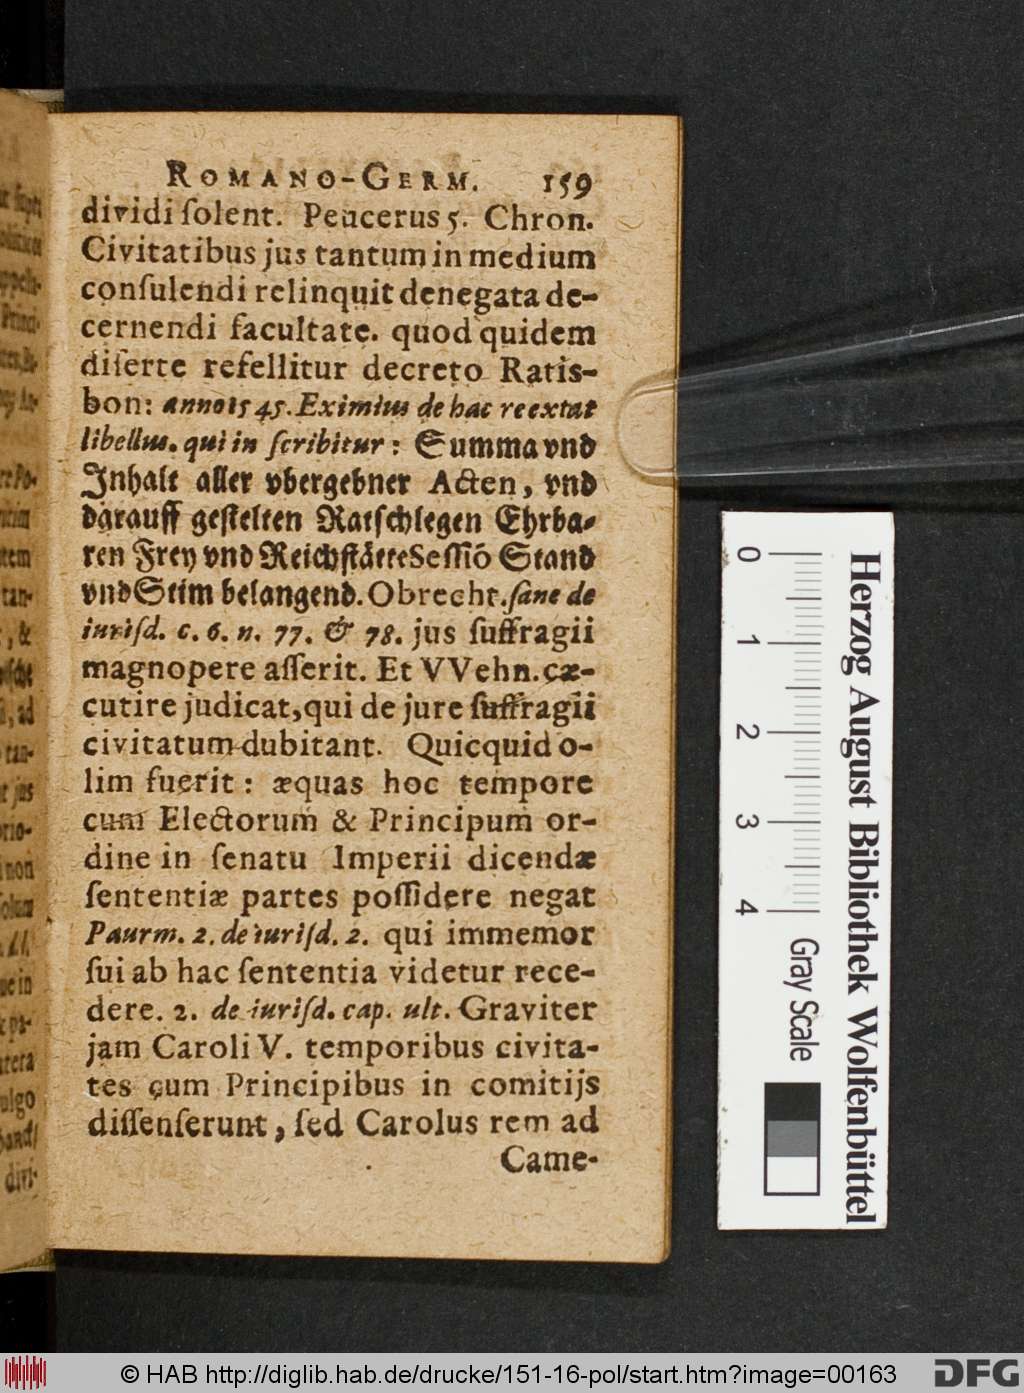 ROMANO-GERM. 159
dividi ſolent. Peucerus 5. Chron.
Civitatibus jus tantum in medium
conſulendi relinquit denegata de-
cernendi facultate. quod quidem
diſerte refellitur decreto Ratis-
bon: anno 1545. Eximius de hac re extat
libellus. qui in ſcribitur: Summa vnd
Inhalt aller vbergebner Acten, vnd
darauff geſtelten Ratſchlegen Ehrba-
ren Frey vnd Reichſtätte Seſſiō Stand
vnd Stim belangend. Obrecht. ſane de
iuriſd. c. 6. n. 77. & 78. jus ſuffragii
magnopere aſſerit. Et VVehn. cæ-
cutire judicat, qui de jure ſuffragii
civitatum dubitant. Quicquid o-
lim fuerit: æquas hoc tempore
cum Electorum & Principum or-
dine in ſenatu Imperii dicendæ
ſententiæ partes poſſidere negat
Paurm. 2. de iuriſd. 2. qui immemor
ſui ab hac ſententia videtur rece-
dere. 2. de iuriſd. cap. ult. Graviter
jam Caroli V. temporibus civita-
tes cum Principibus in comitijs
diſſenſerunt, ſed Carolus rem ad
Came-
0 1 2 3 4
Gray Scale
Herzog August Bibliothek Wolfenbüttel
© HAB http://diglib.hab.de/drucke/151-16-pol/start.htm?image=00163
DFG